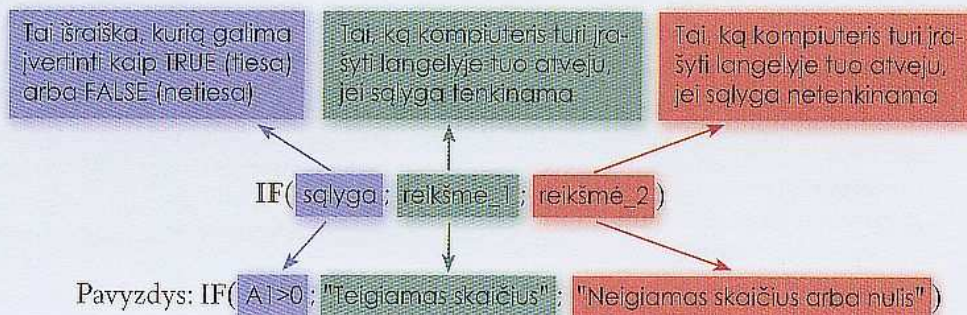 Tai išraiška, kurią galima
įvertinti kaip TRUE (tiesa)
arba FALSE (netiesa)
Tai, ką kompiuteris turi įra-
šyti langelyje tuo atveju,
jei sąlyga tenkinama
Tai, ką kompiuteris turi įra-
šyti langelyje tuo atveju,
jei sąlyga netenkinama
IF( sąlyga ; reikšmė_1 ; reikšmė_2 )
Pavyzdys: IF( A1>0 ; "Teigiamas skaičius" ; "Neigiamas skaičius arba nulis" )